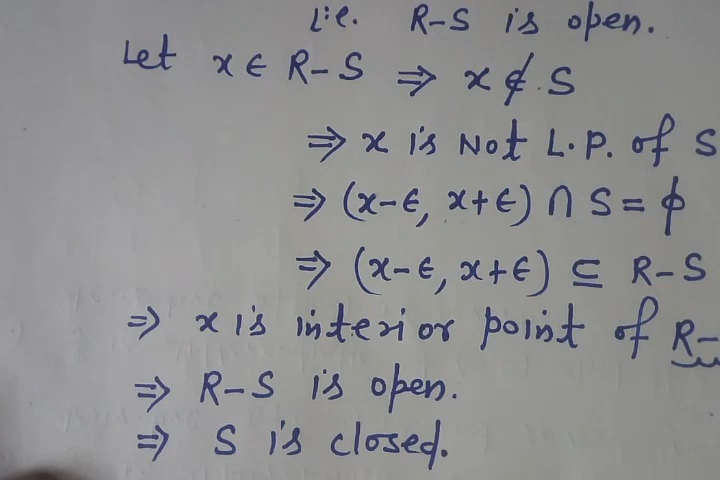 i.e. R-S is open.
Let x ∈ R-S ⇒ x ∉ S
⇒ x is Not L.P. of S
⇒ (x-ϵ, x+ϵ) ∩ S = ϕ
⇒ (x-ϵ, x+ϵ) ⊆ R-S
⇒ x is interior point of R-
⇒ R-S is open.
⇒ S is closed.